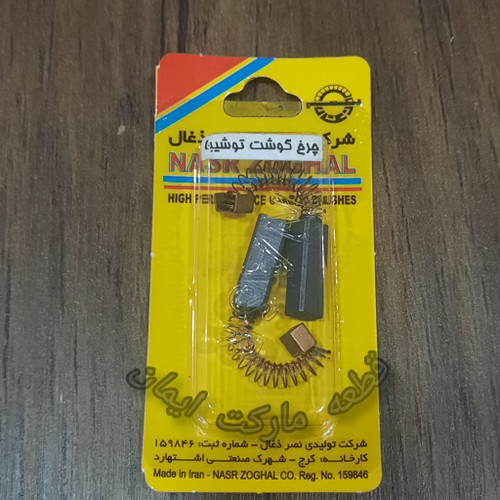 شرکت
ذغال
چرخ گوشت توشیبا
NASR ZOGHAL
HIGH PERFORMANCE CARBON BRUSHES
قطعه مارکت ایمان
شرکت تولیدی نصر ذغال - شماره ثبت: ۱۵۹۸۴۶
کارخانه: کرج - شهرک صنعتی اشتهارد
Made in Iran - NASR ZOGHAL CO. Reg. No. 159846